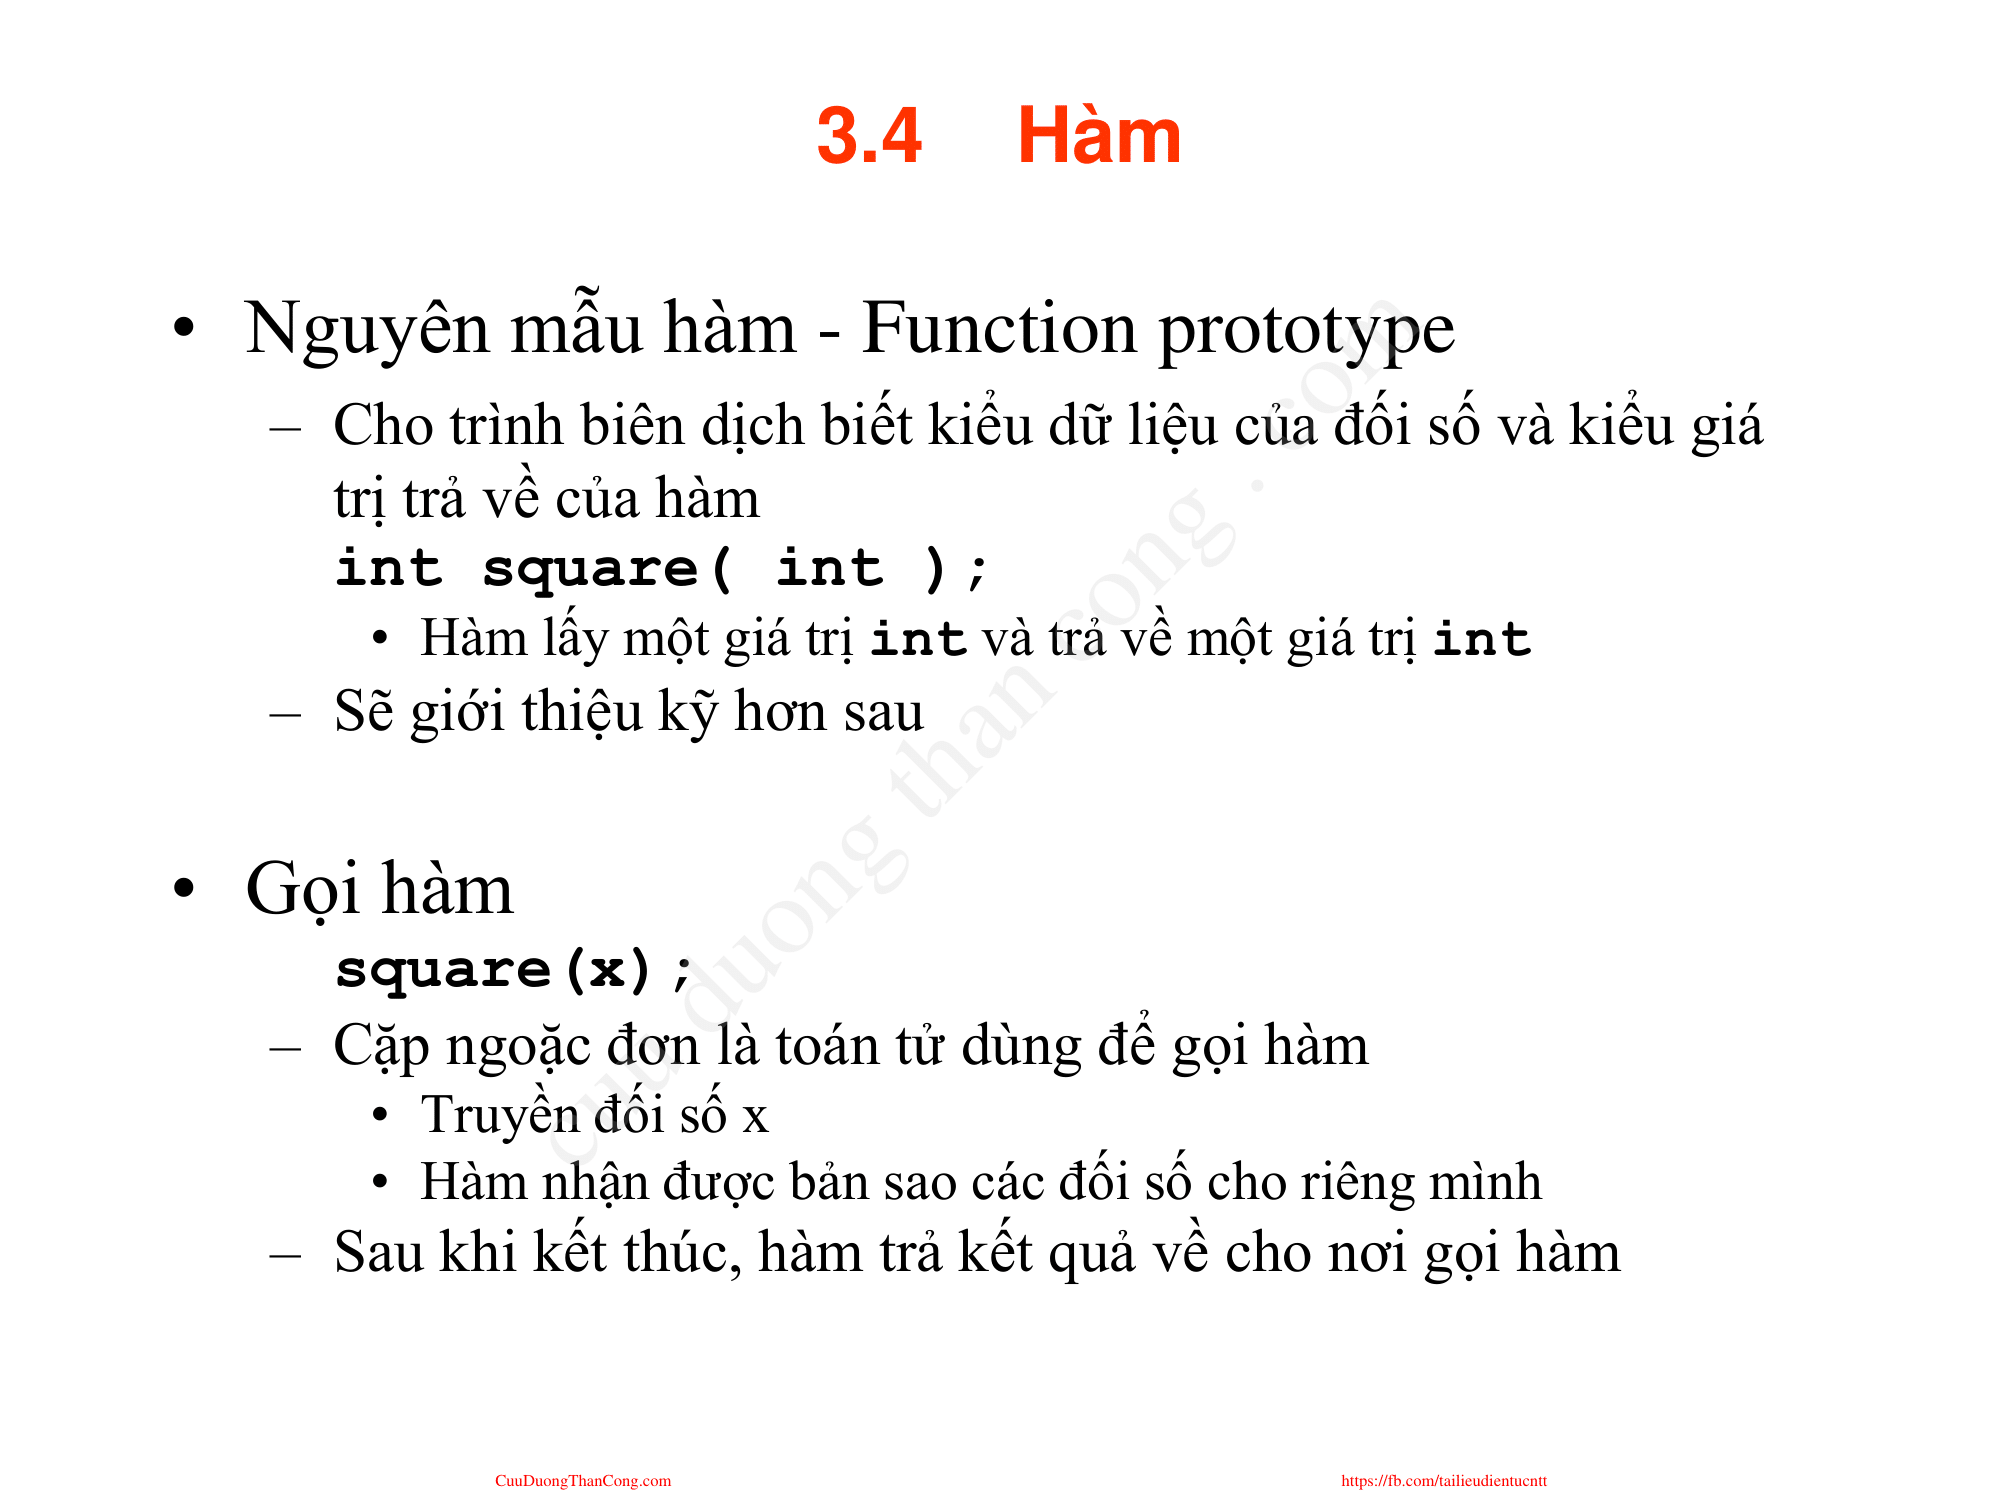 3.4 Hàm
• Nguyên mẫu hàm - Function prototype
– Cho trình biên dịch biết kiểu dữ liệu của đối số và kiểu giá
trị trả về của hàm
int square( int );
• Hàm lấy một giá trị int và trả về một giá trị int
– Sẽ giới thiệu kỹ hơn sau
• Gọi hàm
square(x);
– Cặp ngoặc đơn là toán tử dùng để gọi hàm
• Truyền đối số x
• Hàm nhận được bản sao các đối số cho riêng mình
– Sau khi kết thúc, hàm trả kết quả về cho nơi gọi hàm
cuu duong than cong . com
CuuDuongThanCong.com
https://fb.com/tailieudientucntt